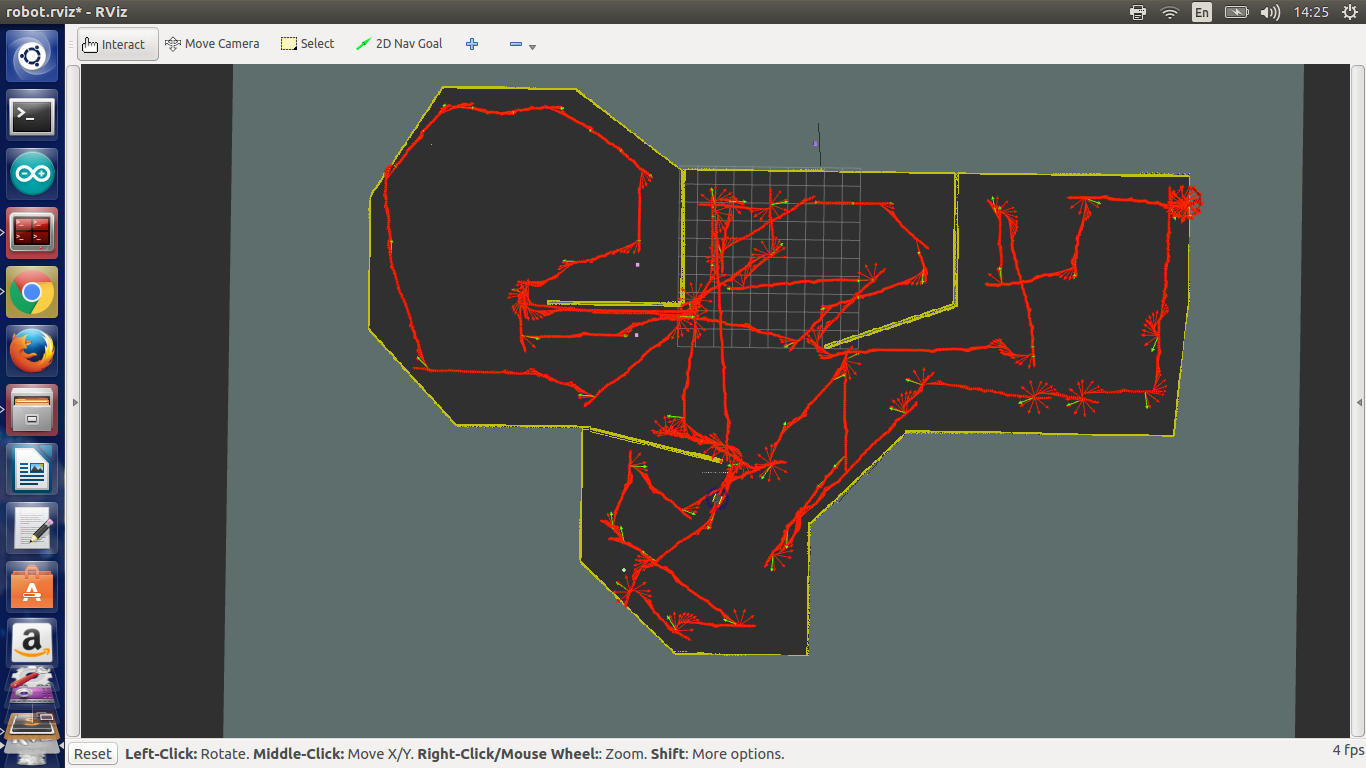 robot.rviz* - RViz
En
14:25
Interact
Move Camera
Select
2D Nav Goal
Reset
Left-Click: Rotate. Middle-Click: Move X/Y. Right-Click/Mouse Wheel:: Zoom. Shift: More options.
4 fps